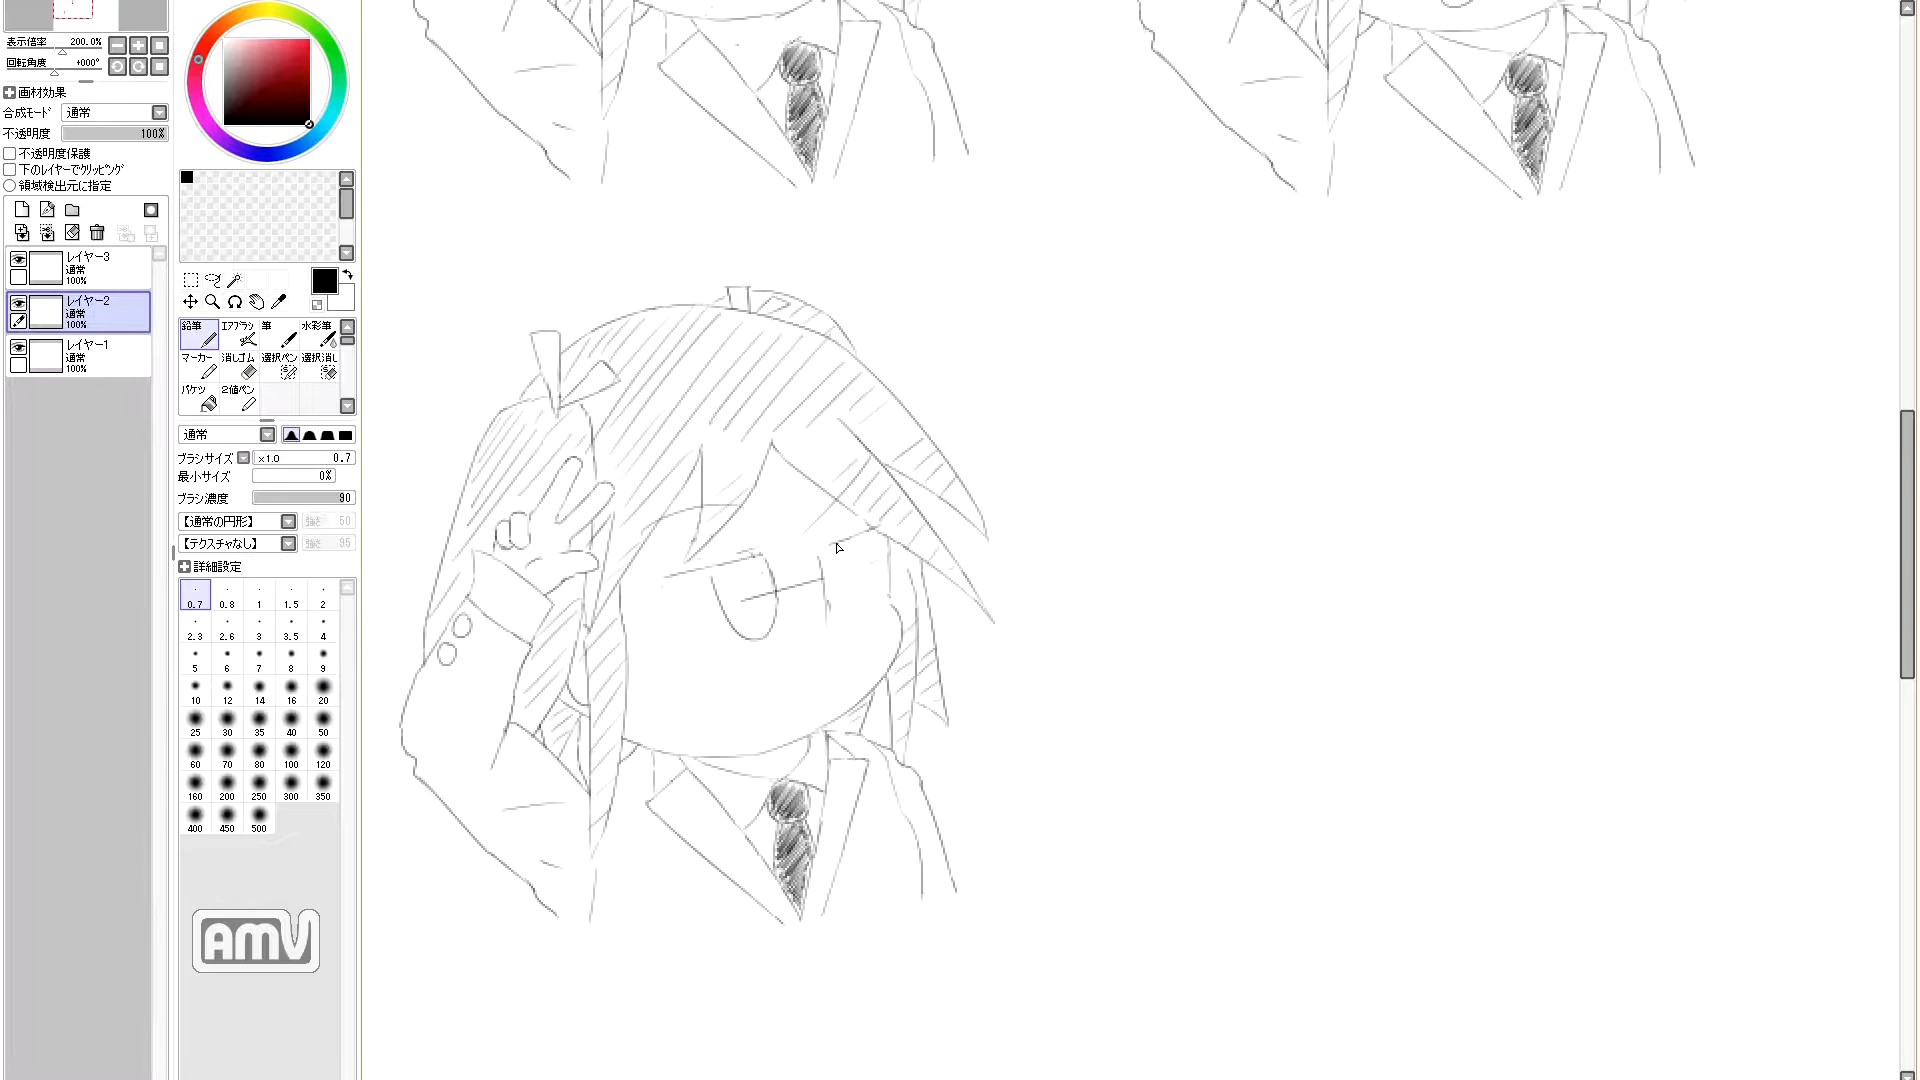 表示倍率 200.0%
回転角度 +000°
画材効果
合成モード 通常
不透明度 100%
不透明度保護
下のレイヤーでクリッピング
領域検出元に指定
レイヤー3
通常
100%
レイヤー2
通常
100%
レイヤー1
通常
100%
鉛筆 エアブラシ 筆 水彩筆
マーカー 消しゴム 選択ペン 選択消し
バケツ 2値ペン
通常
ブラシサイズ ×1.0 0.7
最小サイズ 0%
ブラシ濃度 90
【通常の円形】 強さ 50
【テクスチャなし】 強さ 95
詳細設定
0.7 0.8 1 1.5 2
2.3 2.6 3 3.5 4
5 6 7 8 9
10 12 14 16 20
25 30 35 40 50
60 70 80 100 120
160 200 250 300 350
400 450 500
AMV